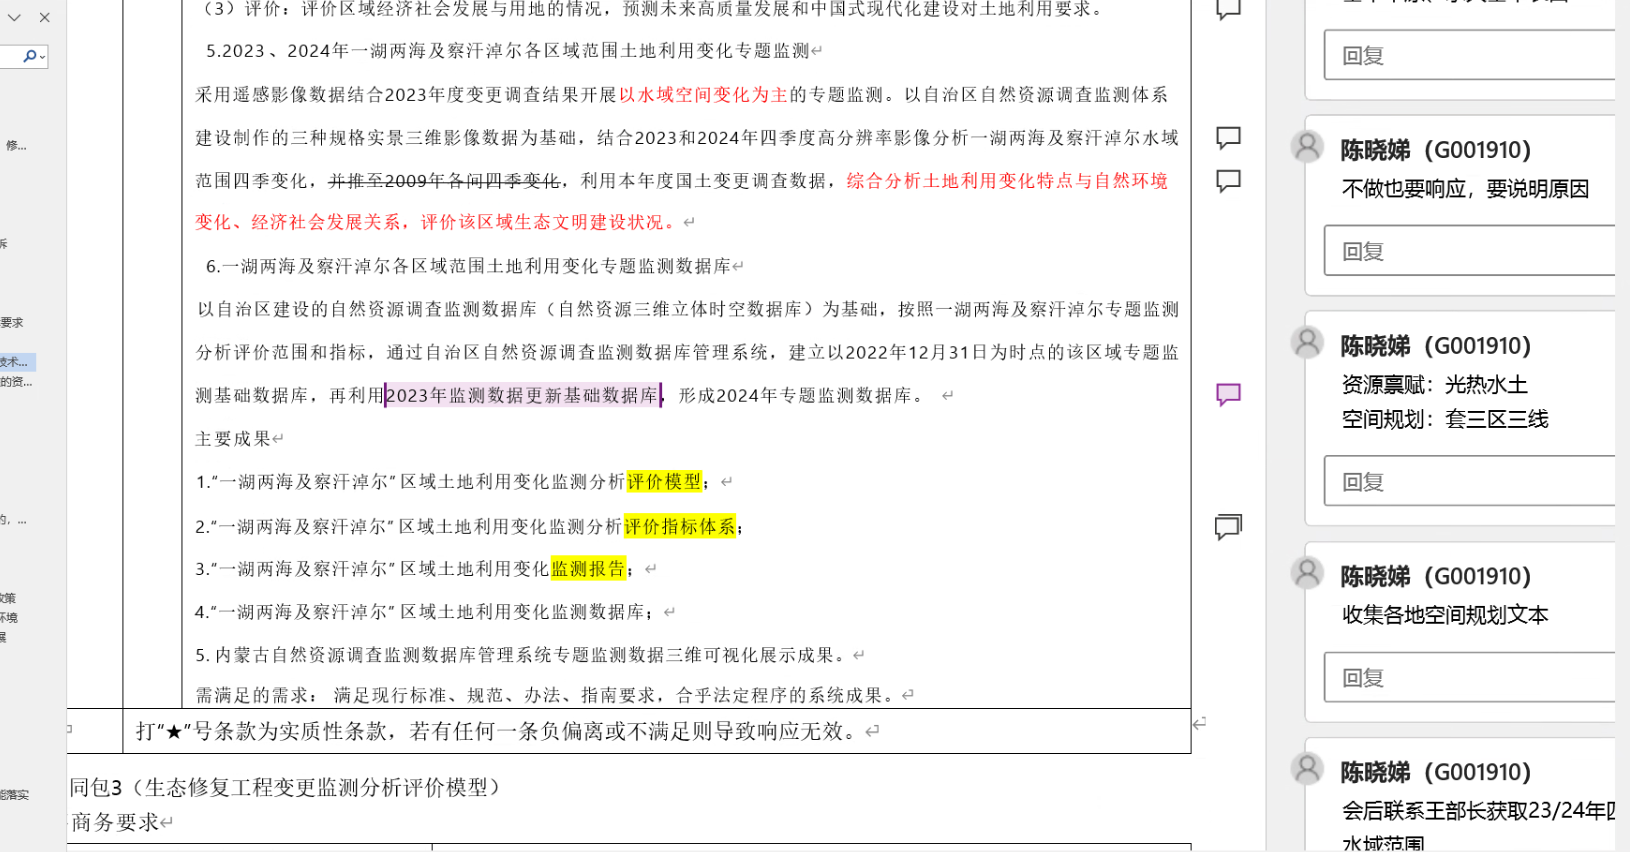 （3）评价：评价区域经济社会发展与用地的情况，预测未来高质量发展和中国式现代化建设对土地利用要求。
5.2023、2024年一湖两海及察汗淖尔各区域范围土地利用变化专题监测
采用遥感影像数据结合2023年度变更调查结果开展以水域空间变化为主的专题监测。以自治区自然资源调查监测体系
建设制作的三种规格实景三维影像数据为基础，结合2023和2024年四季度高分辨率影像分析一湖两海及察汗淖尔水域
范围四季变化，并推至2009年各间四季变化，利用本年度国土变更调查数据，综合分析土地利用变化特点与自然环境
变化、经济社会发展关系，评价该区域生态文明建设状况。
6.一湖两海及察汗淖尔各区域范围土地利用变化专题监测数据库
以自治区建设的自然资源调查监测数据库（自然资源三维立体时空数据库）为基础，按照一湖两海及察汗淖尔专题监测
分析评价范围和指标，通过自治区自然资源调查监测数据库管理系统，建立以2022年12月31日为时点的该区域专题监
测基础数据库，再利用2023年监测数据更新基础数据库，形成2024年专题监测数据库。
主要成果
1.“一湖两海及察汗淖尔” 区域土地利用变化监测分析评价模型；
2.“一湖两海及察汗淖尔” 区域土地利用变化监测分析评价指标体系；
3.“一湖两海及察汗淖尔” 区域土地利用变化监测报告；
4.“一湖两海及察汗淖尔” 区域土地利用变化监测数据库；
5. 内蒙古自然资源调查监测数据库管理系统专题监测数据三维可视化展示成果。
需满足的需求： 满足现行标准、规范、办法、指南要求，合乎法定程序的系统成果。
打“★”号条款为实质性条款，若有任何一条负偏离或不满足则导致响应无效。
同包3（生态修复工程变更监测分析评价模型）
商务要求
修...
诉
要求
技术...
的资...
的，...
政策
环境
展
能落实
回复
陈晓娣（G001910）
不做也要响应，要说明原因
回复
陈晓娣（G001910）
资源禀赋：光热水土
空间规划：套三区三线
回复
陈晓娣（G001910）
收集各地空间规划文本
回复
陈晓娣（G001910）
会后联系王部长获取23/24年四
水域范围